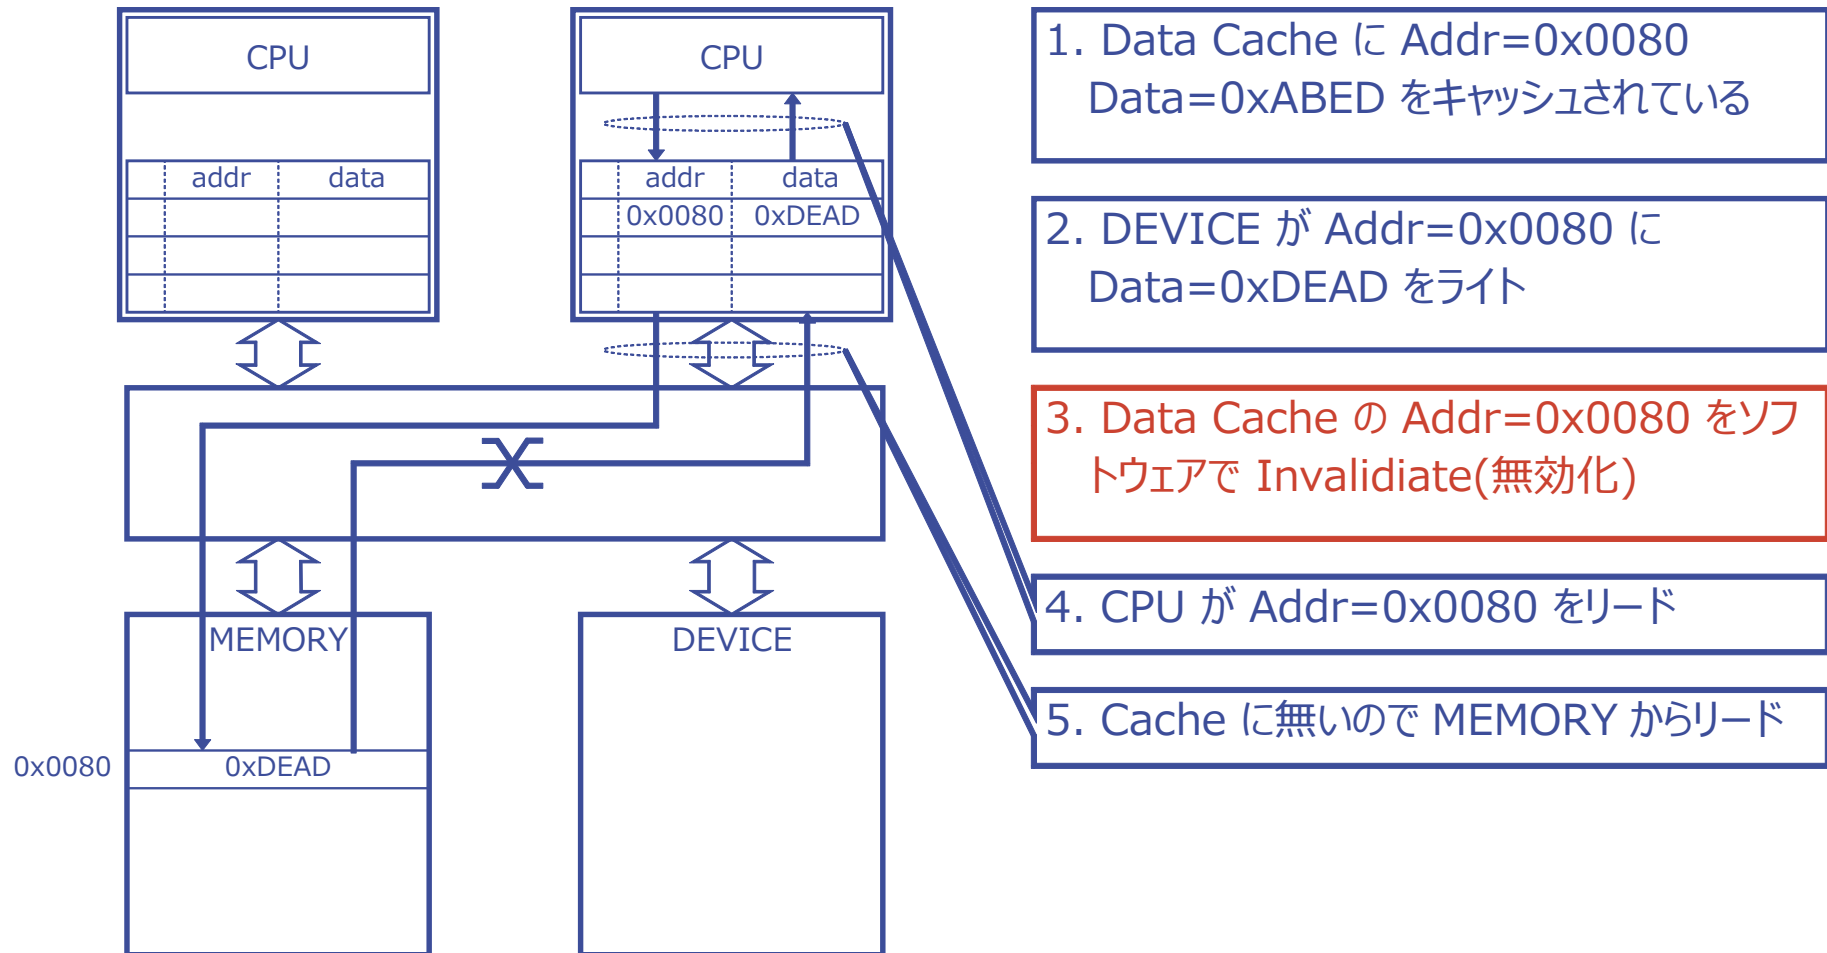 CPU
CPU
addr data
addr data
0x0080 0xDEAD
MEMORY
DEVICE
0x0080 0xDEAD
1. Data Cache に Addr=0x0080
Data=0xABED をキャッシュされている
2. DEVICE が Addr=0x0080 に
Data=0xDEAD をライト
3. Data Cache の Addr=0x0080 をソフ
トウェアで Invalidiate(無効化)
4. CPU が Addr=0x0080 をリード
5. Cache に無いので MEMORY からリード